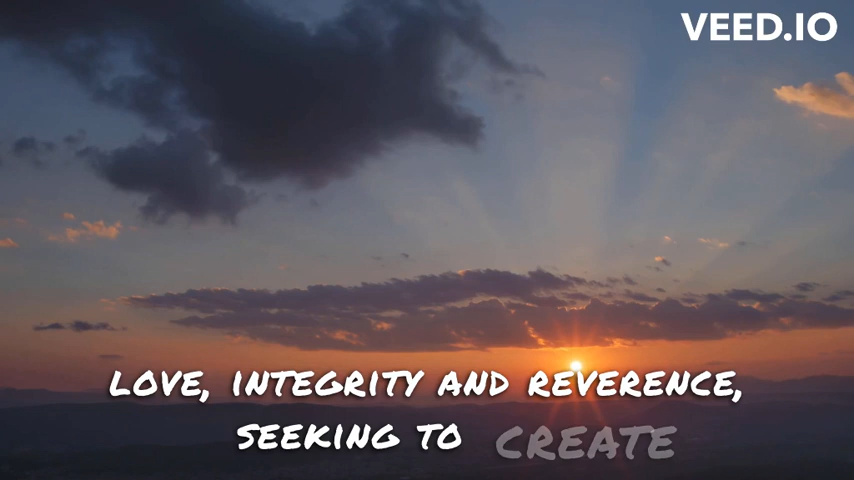 VEED.IO
LOVE, INTEGRITY AND REVERENCE,
SEEKING TO CREATE